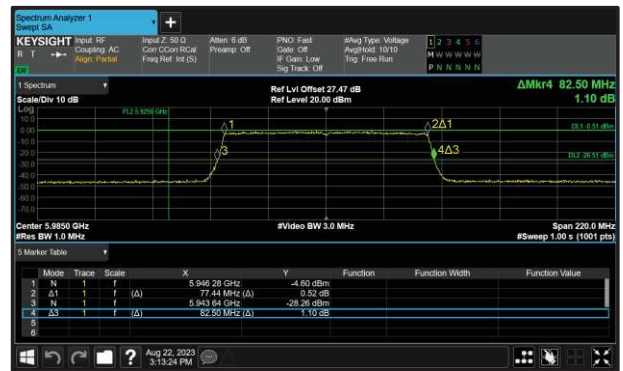 Spectrum Analyzer 1
Swept SA
+
KEYSIGHT Input: RF Input Z: 50 Ω Atten: 6 dB PNO: Fast #Avg Type: Voltage 1 2 3 4 5 6
R T Coupling: AC Corr CCorr RCal Preamp: Off Gate: Off Avg|Hold: 10/10 M W W W W W
Align: Partial Freq Ref: Int (S) IF Gain: Low Trig: Free Run P N N N N N
Sig Track: Off
1 Spectrum
Ref Lvl Offset 27.47 dB ΔMkr4 82.50 MHz
Scale/Div 10 dB Ref Level 20.00 dBm 1.10 dB
Log
10.0 FL2 5.9250 GHz
0.00 1 2Δ1 DL1 -0.51 dBm
-10.0
-20.0 3 4Δ3 DL2 -26.51 dBm
-30.0
-40.0
-50.0
-60.0
-70.0
Center 5.9850 GHz #Video BW 3.0 MHz Span 220.0 MHz
#Res BW 1.0 MHz #Sweep 1.00 s (1001 pts)
5 Marker Table
Mode Trace Scale X Y Function Function Width Function Value
1 N 1 f 5.946 28 GHz -4.60 dBm
2 Δ1 1 f (Δ) 77.44 MHz (Δ) 0.52 dB
3 N 1 f 5.943 64 GHz -28.26 dBm
4 Δ3 1 f (Δ) 82.50 MHz (Δ) 1.10 dB
5
6
? Aug 22, 2023
3:13:24 PM